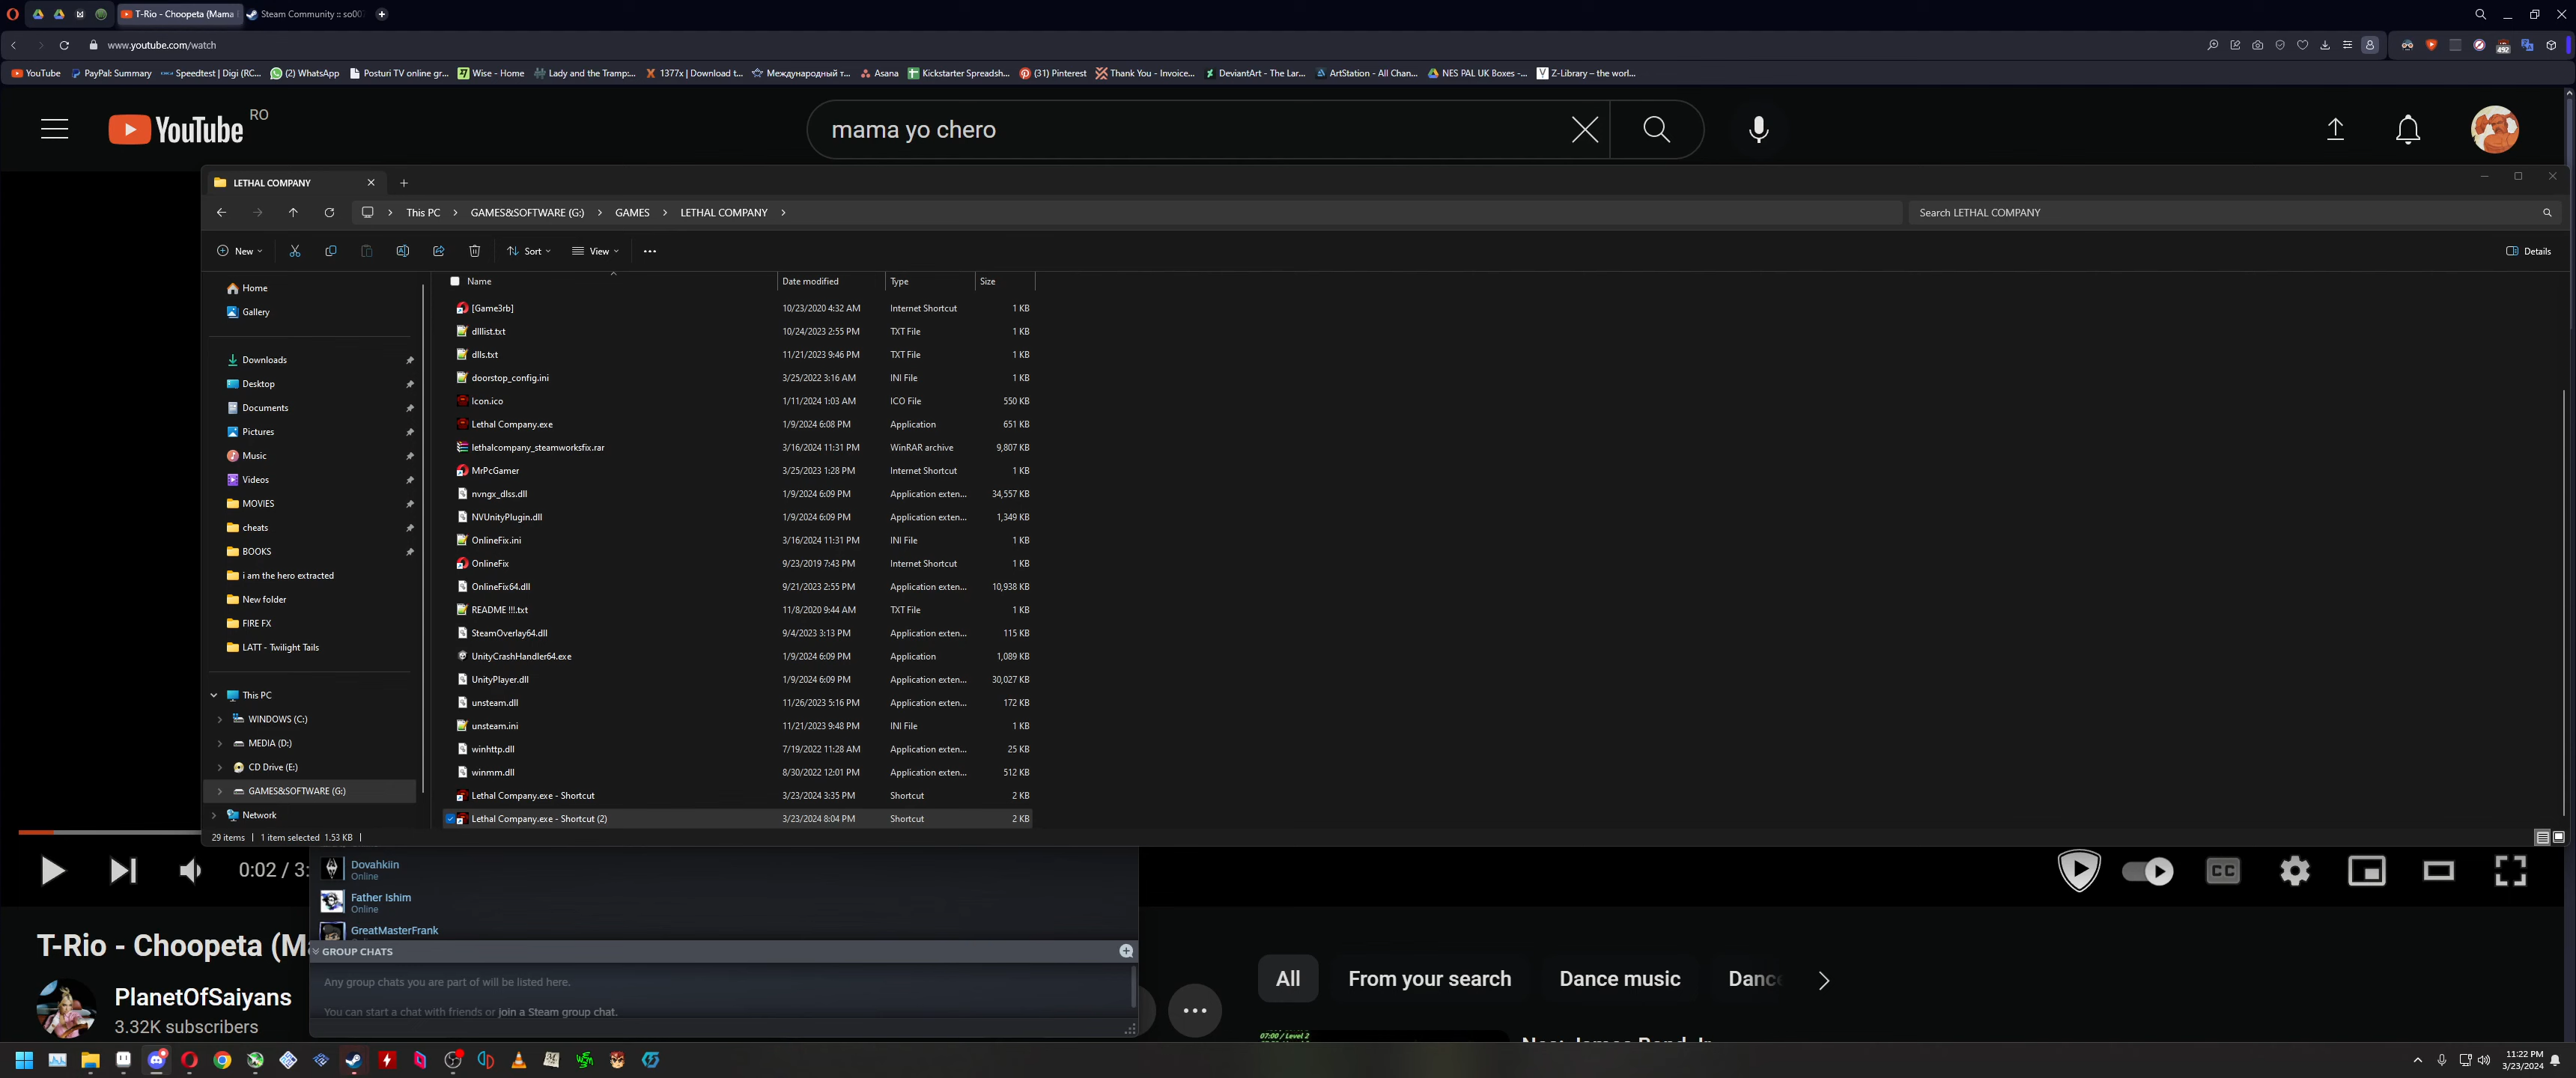 T-Rio - Choopeta (Mama
Steam Community :: so00
www.youtube.com/watch
YouTube
PayPal: Summary
Speedtest | Digi (RC...
(2) WhatsApp
Posturi TV online gr...
Wise - Home
Lady and the Tramp:...
1377x | Download t...
Международный т...
Asana
Kickstarter Spreadsh...
(31) Pinterest
Thank You - Invoice...
DeviantArt - The Lar...
ArtStation - All Chan...
NES PAL UK Boxes -...
Z-Library – the worl...
492
YouTube RO
mama yo chero
LETHAL COMPANY
This PC > GAMES&SOFTWARE (G:) > GAMES > LETHAL COMPANY >
Search LETHAL COMPANY
New
Sort
View
Details
Home
Gallery
Downloads
Desktop
Documents
Pictures
Music
Videos
MOVIES
cheats
BOOKS
i am the hero extracted
New folder
FIRE FX
LATT - Twilight Tails
This PC
WINDOWS (C:)
MEDIA (D:)
CD Drive (E:)
GAMES&SOFTWARE (G:)
Network
Name Date modified Type Size
[Game3rb] 10/23/2020 4:32 AM Internet Shortcut 1 KB
dlllist.txt 10/24/2023 2:55 PM TXT File 1 KB
dlls.txt 11/21/2023 9:46 PM TXT File 1 KB
doorstop_config.ini 3/25/2022 3:16 AM INI File 1 KB
Icon.ico 1/11/2024 1:03 AM ICO File 550 KB
Lethal Company.exe 1/9/2024 6:08 PM Application 651 KB
lethalcompany_steamworksfix.rar 3/16/2024 11:31 PM WinRAR archive 9,807 KB
MrPcGamer 3/25/2023 1:28 PM Internet Shortcut 1 KB
nvngx_dlss.dll 1/9/2024 6:09 PM Application exten... 34,557 KB
NVUnityPlugin.dll 1/9/2024 6:09 PM Application exten... 1,349 KB
OnlineFix.ini 3/16/2024 11:31 PM INI File 1 KB
OnlineFix 9/23/2019 7:43 PM Internet Shortcut 1 KB
OnlineFix64.dll 9/21/2023 2:55 PM Application exten... 10,938 KB
README !!!.txt 11/8/2020 9:44 AM TXT File 1 KB
SteamOverlay64.dll 9/4/2023 3:13 PM Application exten... 115 KB
UnityCrashHandler64.exe 1/9/2024 6:09 PM Application 1,089 KB
UnityPlayer.dll 1/9/2024 6:09 PM Application exten... 30,027 KB
unsteam.dll 11/26/2023 5:16 PM Application exten... 172 KB
unsteam.ini 11/21/2023 9:48 PM INI File 1 KB
winhttp.dll 7/19/2022 11:28 AM Application exten... 25 KB
winmm.dll 8/30/2022 12:01 PM Application exten... 512 KB
Lethal Company.exe - Shortcut 3/23/2024 3:35 PM Shortcut 2 KB
Lethal Company.exe - Shortcut (2) 3/23/2024 8:04 PM Shortcut 2 KB
29 items 1 item selected 1.53 KB
0:02 / 3:
CC
Dovahkiin
Online
Father Ishim
Online
GreatMasterFrank
GROUP CHATS
Any group chats you are part of will be listed here.
You can start a chat with friends or join a Steam group chat.
T-Rio - Choopeta (M
PlanetOfSaiyans
3.32K subscribers
All
From your search
Dance music
Danc
07:00 / Level 2
11:22 PM
3/23/2024